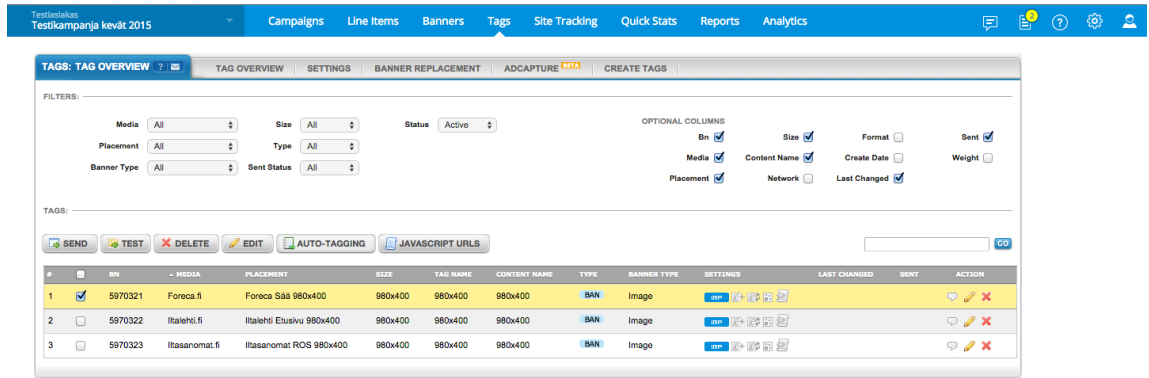 Testiasiakas
Testikampanja kevät 2015
Campaigns Line Items Banners Tags Site Tracking Quick Stats Reports Analytics
2
TAGS: TAG OVERVIEW ? TAG OVERVIEW SETTINGS BANNER REPLACEMENT ADCAPTURE BETA CREATE TAGS
FILTERS:
Media All Size All Status Active OPTIONAL COLUMNS
Bn Size Format Sent
Placement All Type All
Media Content Name Create Date Weight
Banner Type All Sent Status All
Placement Network Last Changed
TAGS:
SEND TEST DELETE EDIT AUTO-TAGGING JAVASCRIPT URLS GO
# BN MEDIA PLACEMENT SIZE TAG NAME CONTENT NAME TYPE BANNER TYPE SETTINGS LAST CHANGED SENT ACTION
1 5970321 Foreca.fi Foreca Sää 980x400 980x400 980x400 980x400 BAN Image IMP
2 5970322 Iltalehti.fi Iltalehti Etusivu 980x400 980x400 980x400 980x400 BAN Image IMP
3 5970323 Iltasanomat.fi Iltasanomat ROS 980x400 980x400 980x400 980x400 BAN Image IMP